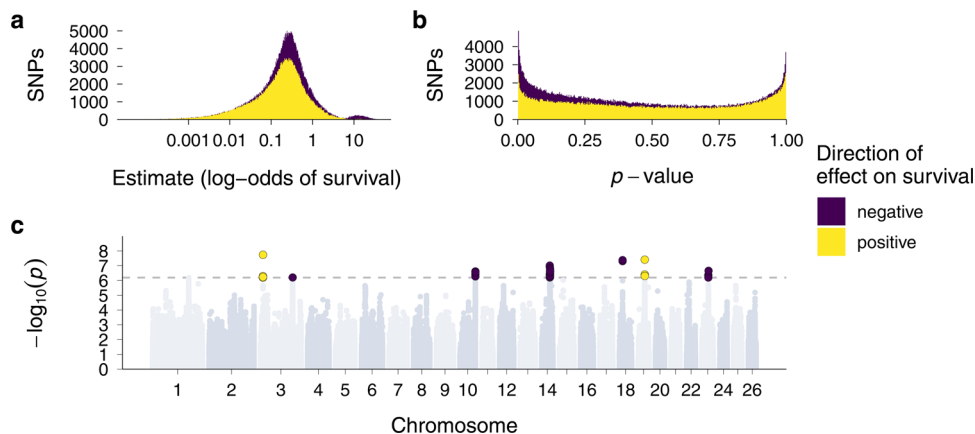 a
SNPs
5000
4000
3000
2000
1000
0
0.001 0.01 0.1 1 10
Estimate (log−odds of survival)
b
SNPs
4000
3000
2000
1000
0
0.00 0.25 0.50 0.75 1.00
p − value
Direction of
effect on survival
negative
positive
c
−log10(p)
8
7
6
5
4
3
2
1
0
1 2 3 4 5 6 7 8 9 10 12 14 16 18 20 22 24 26
Chromosome